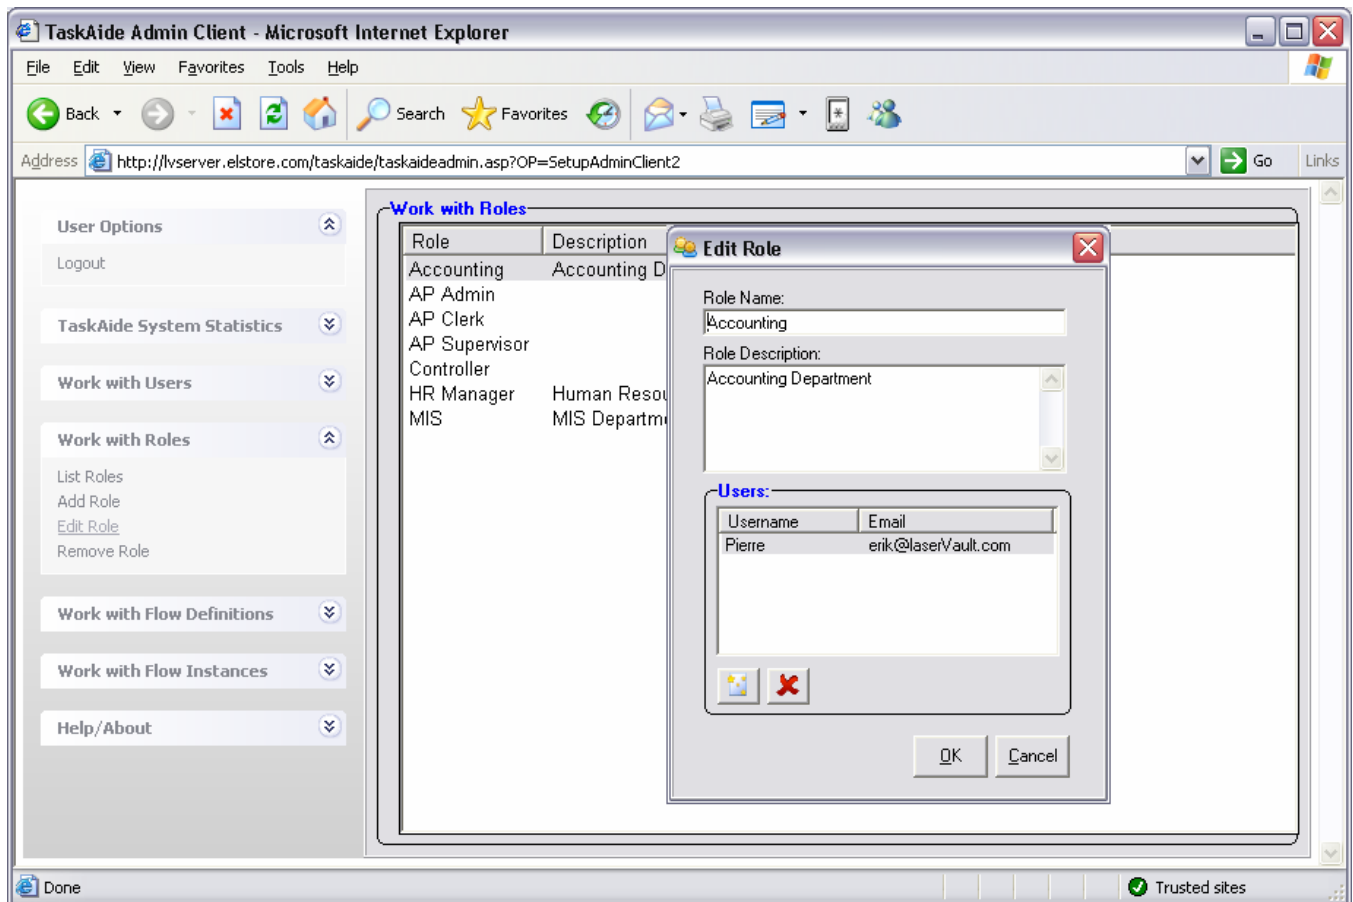 TaskAide Admin Client - Microsoft Internet Explorer
File Edit View Favorites Tools Help
Back Search Favorites
Address http://lvserver.elstore.com/taskaide/taskaideadmin.asp?OP=SetupAdminClient2 Go Links
User Options
Logout
TaskAide System Statistics
Work with Users
Work with Roles
List Roles
Add Role
Edit Role
Remove Role
Work with Flow Definitions
Work with Flow Instances
Help/About
Work with Roles
Role Description
Accounting Accounting D
AP Admin
AP Clerk
AP Supervisor
Controller
HR Manager Human Resou
MIS MIS Departme
Edit Role
Role Name:
Accounting
Role Description:
Accounting Department
Users:
Username Email
Pierre erik@laserVault.com
OK Cancel
Done Trusted sites